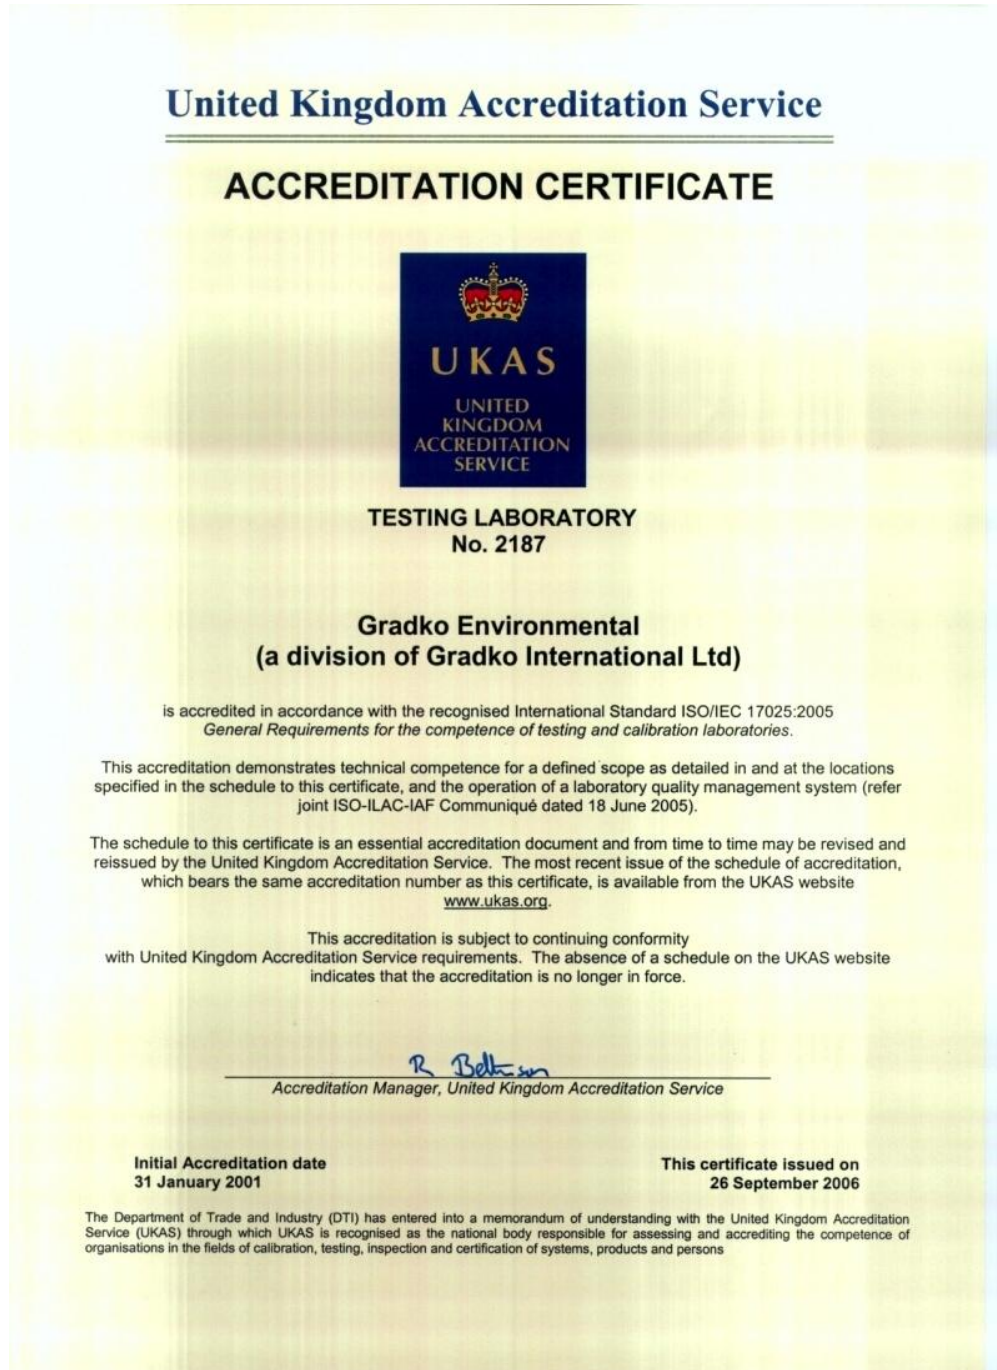 United Kingdom Accreditation Service
ACCREDITATION CERTIFICATE
UKAS
UNITED
KINGDOM
ACCREDITATION
SERVICE
TESTING LABORATORY
No. 2187
Gradko Environmental
(a division of Gradko International Ltd)
is accredited in accordance with the recognised International Standard ISO/IEC 17025:2005
General Requirements for the competence of testing and calibration laboratories.
This accreditation demonstrates technical competence for a defined scope as detailed in and at the locations
specified in the schedule to this certificate, and the operation of a laboratory quality management system (refer
joint ISO-ILAC-IAF Communiqué dated 18 June 2005).
The schedule to this certificate is an essential accreditation document and from time to time may be revised and
reissued by the United Kingdom Accreditation Service. The most recent issue of the schedule of accreditation,
which bears the same accreditation number as this certificate, is available from the UKAS website
www.ukas.org.
This accreditation is subject to continuing conformity
with United Kingdom Accreditation Service requirements. The absence of a schedule on the UKAS website
indicates that the accreditation is no longer in force.
R
Accreditation Manager, United Kingdom Accreditation Service
Initial Accreditation date
31 January 2001
This certificate issued on
26 September 2006
The Department of Trade and Industry (DTI) has entered into a memorandum of understanding with the United Kingdom Accreditation
Service (UKAS) through which UKAS is recognised as the national body responsible for assessing and accrediting the competence of
organisations in the fields of calibration, testing, inspection and certification of systems, products and persons